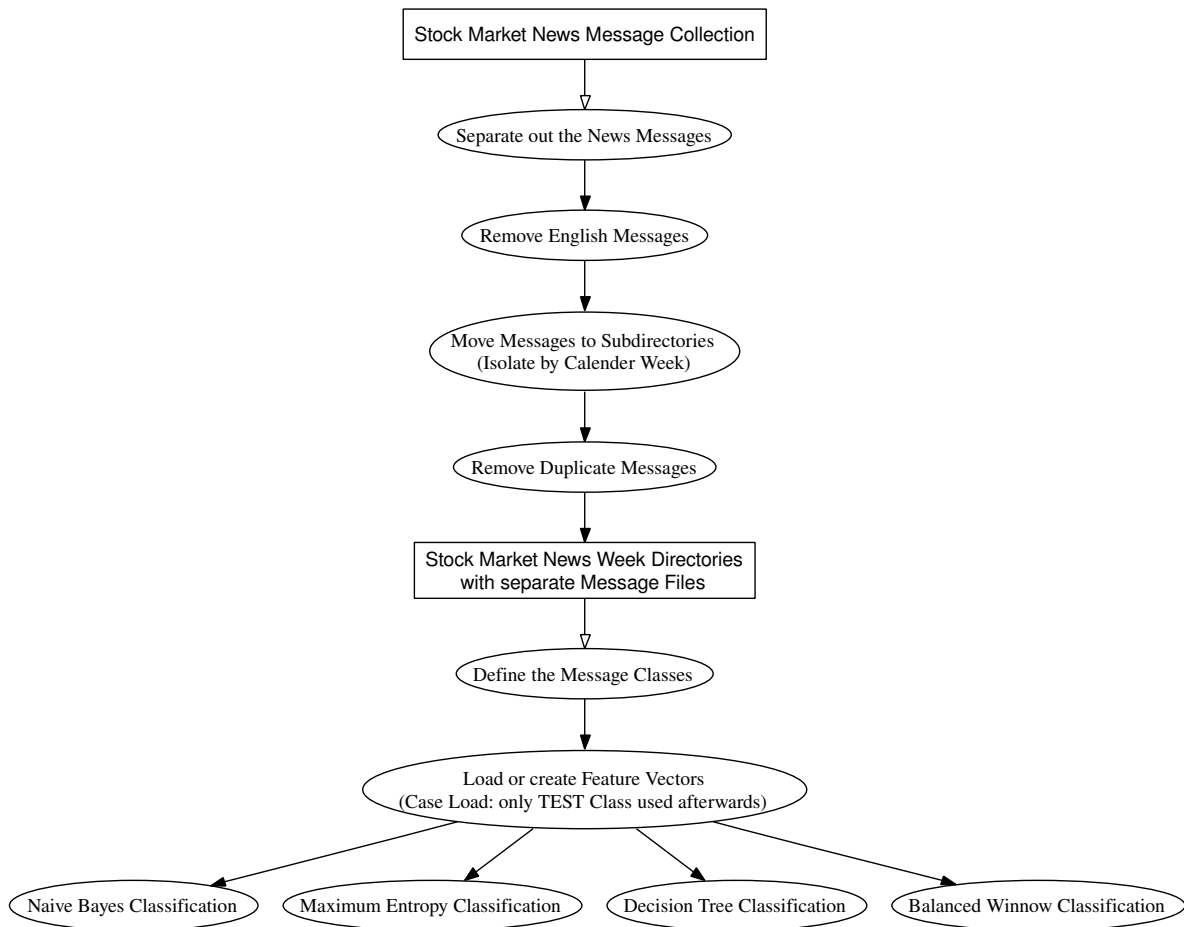 Stock Market News Message Collection
Separate out the News Messages
Remove English Messages
Move Messages to Subdirectories
(Isolate by Calender Week)
Remove Duplicate Messages
Stock Market News Week Directories
with separate Message Files
Define the Message Classes
Load or create Feature Vectors
(Case Load: only TEST Class used afterwards)
Naive Bayes Classification
Maximum Entropy Classification
Decision Tree Classification
Balanced Winnow Classification